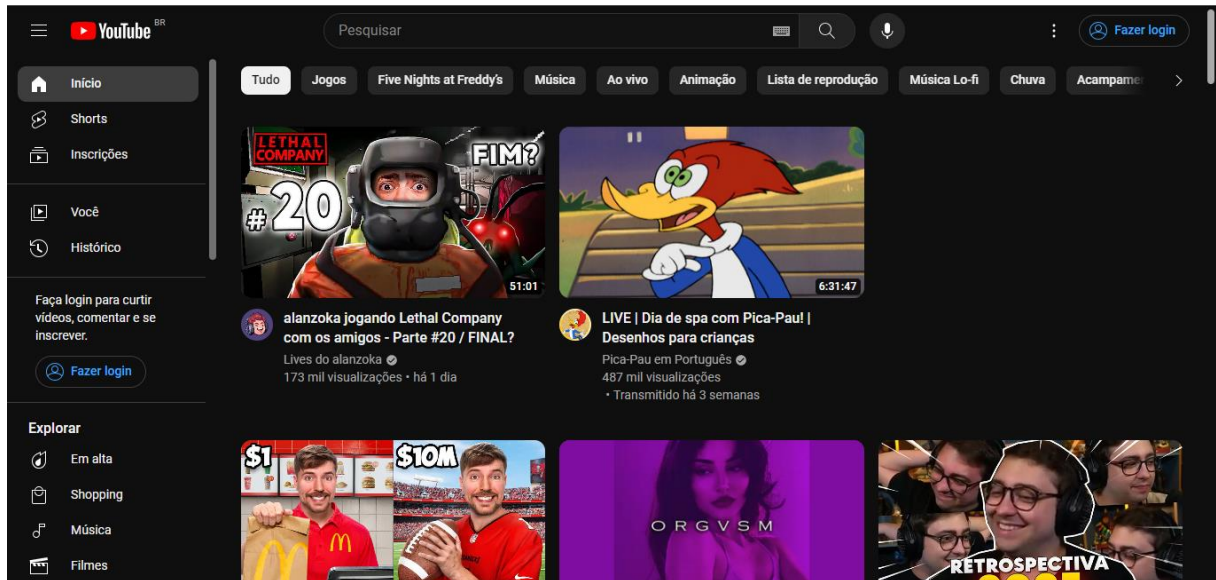 YouTube BR
Pesquisar
Fazer login
Início
Shorts
Inscrições
Você
Histórico
Faça login para curtir
vídeos, comentar e se
inscrever.
Fazer login
Explorar
Em alta
Shopping
Música
Filmes
Tudo
Jogos
Five Nights at Freddy's
Música
Ao vivo
Animação
Lista de reprodução
Música Lo-fi
Chuva
LETHAL
COMPANY
FIM?
#20
51:01
alanzoka jogando Lethal Company
com os amigos - Parte #20 / FINAL?
Lives do alanzoka
173 mil visualizações • há 1 dia
6:31:47
LIVE | Dia de spa com Pica-Pau! |
Desenhos para crianças
Pica-Pau em Português
487 mil visualizações
• Transmitido há 3 semanas
$1
$10M
ORGVSM
RETROSPECTIVA